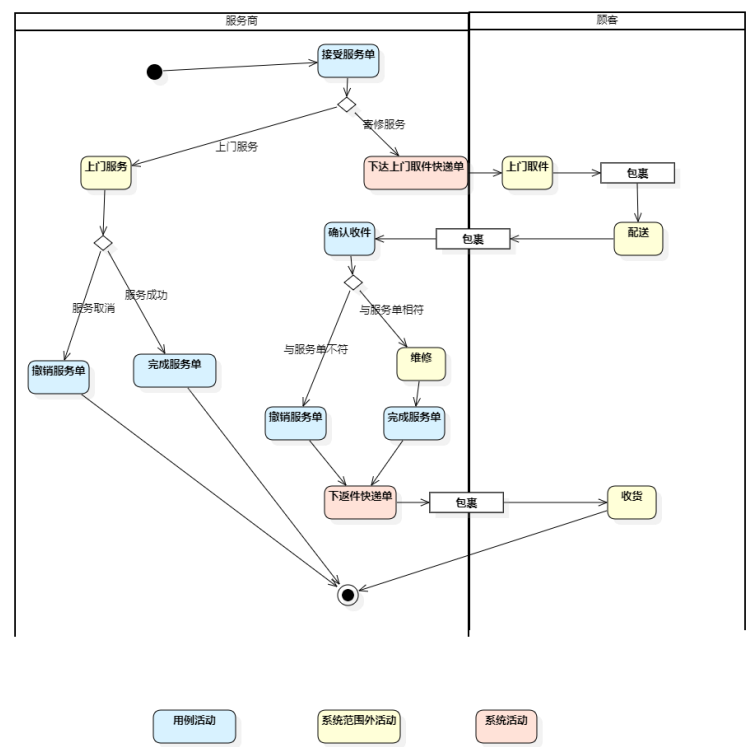 服务商
顾客
接受服务单
寄修服务
上门服务
上门服务
下达上门取件快递单
上门取件
包裹
确认收件
包裹
配送
服务成功
服务取消
与服务单相符
与服务单不符
维修
撤销服务单
完成服务单
撤销服务单
完成服务单
下返件快递单
包裹
收货
用例活动
系统范围外活动
系统活动